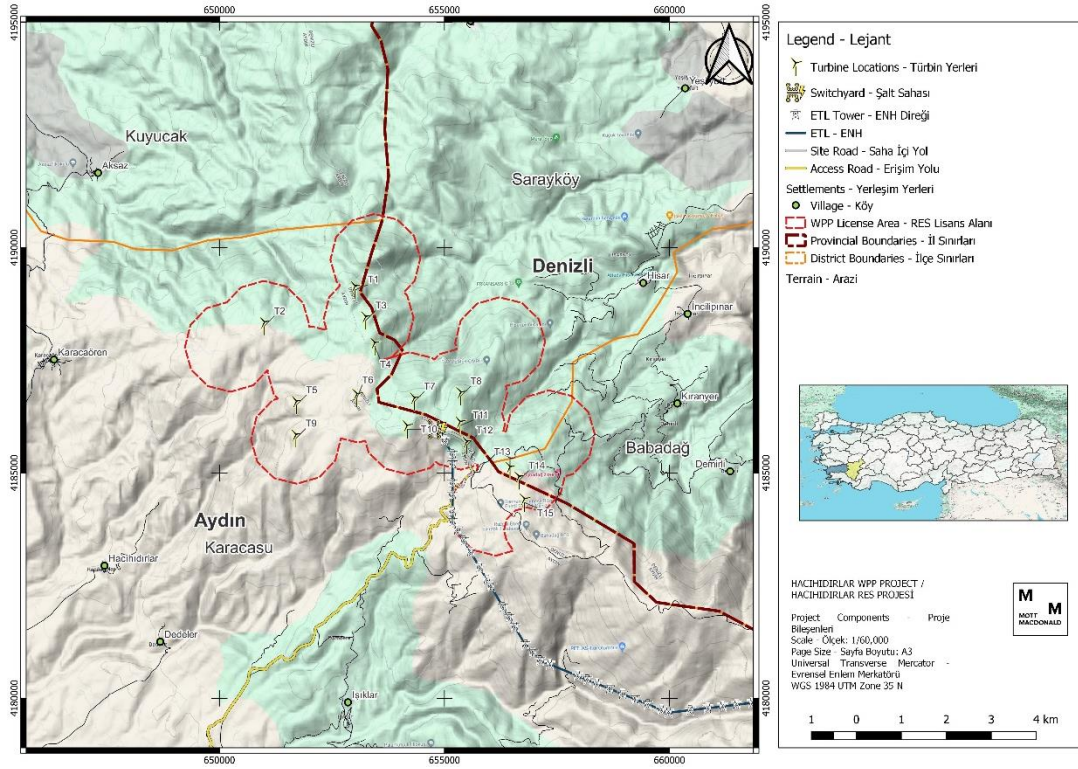 650000
655000
660000
4195000
4195000
Kuyucak
Aksaz
Sarayköy
4190000
4190000
Denizli
Hisar
İncilipınar
T1
T2
T3
T4
Karacaören
T5
T6
T7
T8
T9
T10
T11
T12
Kıranyer
Babadağ
Demirli
T13
T14
T15
4185000
4185000
Aydın
Karacasu
Hacıhıdırlar
Dedeler
Işıklar
4180000
4180000
650000
655000
660000
Legend - Lejant
Turbine Locations - Türbin Yerleri
Switchyard - Şalt Sahası
ETL Tower - ENH Direği
ETL - ENH
Site Road - Saha İçi Yol
Access Road - Erişim Yolu
Settlements - Yerleşim Yerleri
Village - Köy
WPP License Area - RES Lisans Alanı
Provincial Boundaries - İl Sınırları
District Boundaries - İlçe Sınırları
Terrain - Arazi
HACIHIDIRLAR WPP PROJECT /
HACIHIDIRLAR RES PROJESİ
M
M
MOTT
MACDONALD
Project Components - Proje
Bileşenleri
Scale - Ölçek: 1/60,000
Page Size - Sayfa Boyutu: A3
Universal Transverse Mercator -
Evrensel Enlem Merkatörü
WGS 1984 UTM Zone 35 N
1 0 1 2 3 4 km